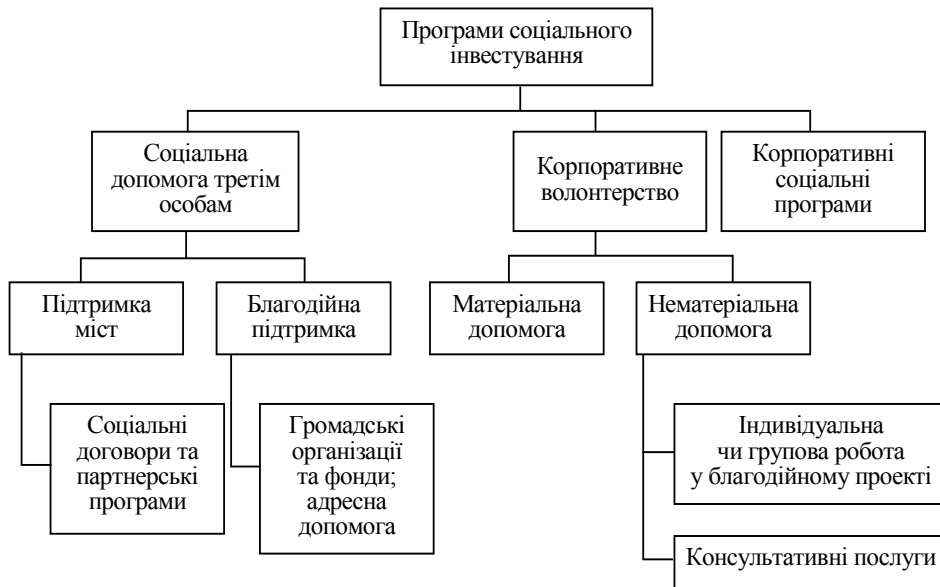 Програми соціального
інвестування
Соціальна
допомога третім
особам
Корпоративне
волонтерство
Корпоративні
соціальні
програми
Підтримка
міст
Благодійна
підтримка
Матеріальна
допомога
Нематеріальна
допомога
Соціальні
договори та
партнерські
програми
Громадські
організації
та фонди;
адресна
допомога
Індивідуальна
чи групова робота
у благодійному проекті
Консультативні послуги